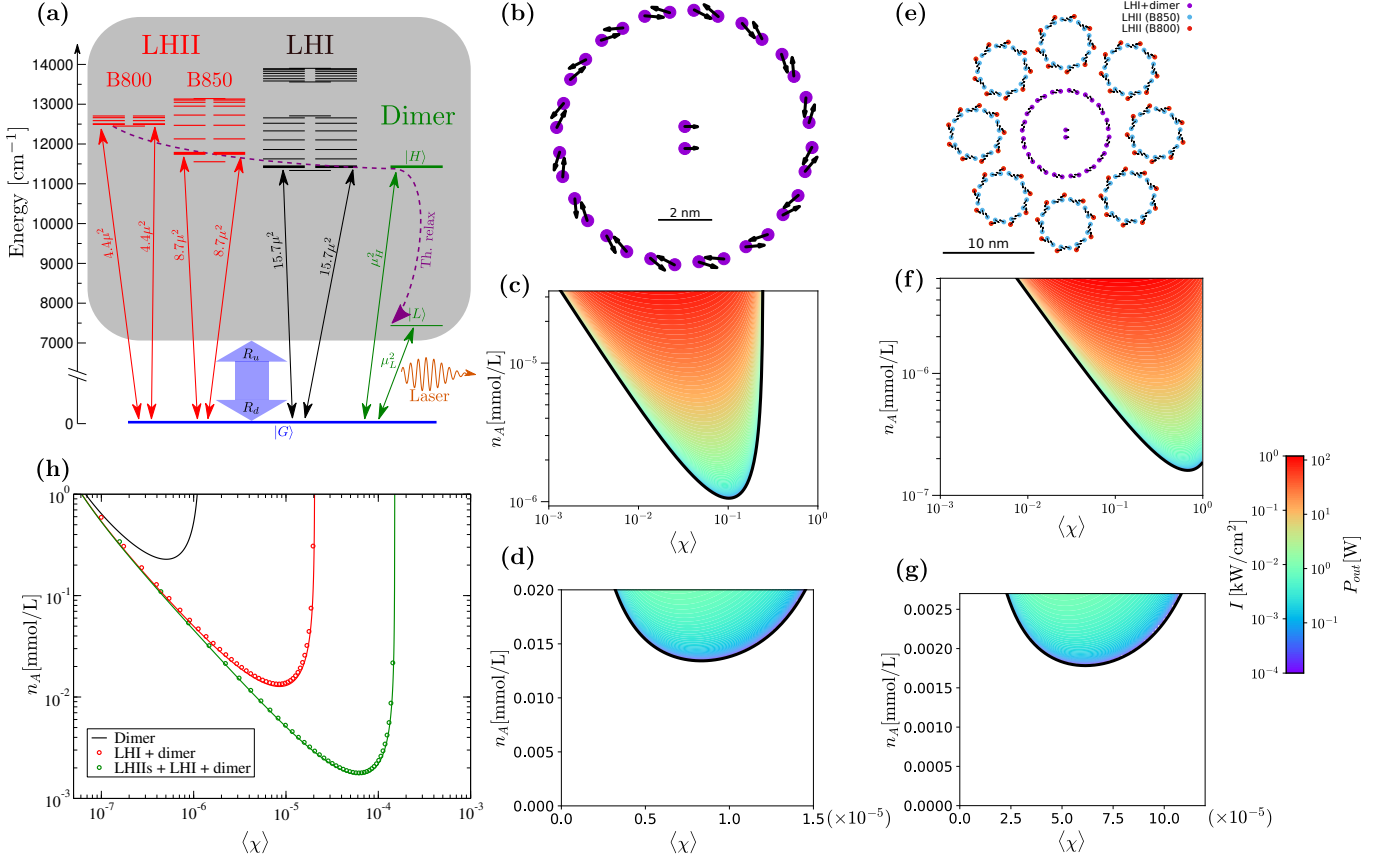 (a)
LHII
LHI
B800
B850
Dimer
Energy [cm⁻¹]
14000
13000
12000
11000
10000
9000
8000
7000
0
|H⟩
4.4μ²
4.4μ²
8.7μ²
8.7μ²
15.7μ²
15.7μ²
μ²_H
Th. relax
|L⟩
μ²_L
R_u
R_d
Laser
|G⟩
(b)
2 nm
(e)
LHI+dimer
LHII (B850)
LHII (B800)
10 nm
(c)
n_A[mmol/L]
10⁻⁵
10⁻⁶
10⁻³
10⁻²
10⁻¹
10⁰
⟨χ⟩
(f)
n_A[mmol/L]
10⁻⁶
10⁻⁷
10⁻³
10⁻²
10⁻¹
10⁰
⟨χ⟩
(d)
n_A[mmol/L]
0.020
0.015
0.010
0.005
0.000
0.0
0.5
1.0
1.5
(×10⁻⁵)
⟨χ⟩
(g)
n_A[mmol/L]
0.0025
0.0020
0.0015
0.0010
0.0005
0.0000
0.0
2.5
5.0
7.5
10.0
(×10⁻⁵)
⟨χ⟩
I [kW/cm²]
10⁰
10⁻¹
10⁻²
10⁻³
10⁻⁴
10²
10¹
10⁰
10⁻¹
P_out[W]
(h)
n_A[mmol/L]
10⁰
10⁻¹
10⁻²
10⁻³
Dimer
LHI + dimer
LHIIs + LHI + dimer
10⁻⁷
10⁻⁶
10⁻⁵
10⁻⁴
10⁻³
⟨χ⟩